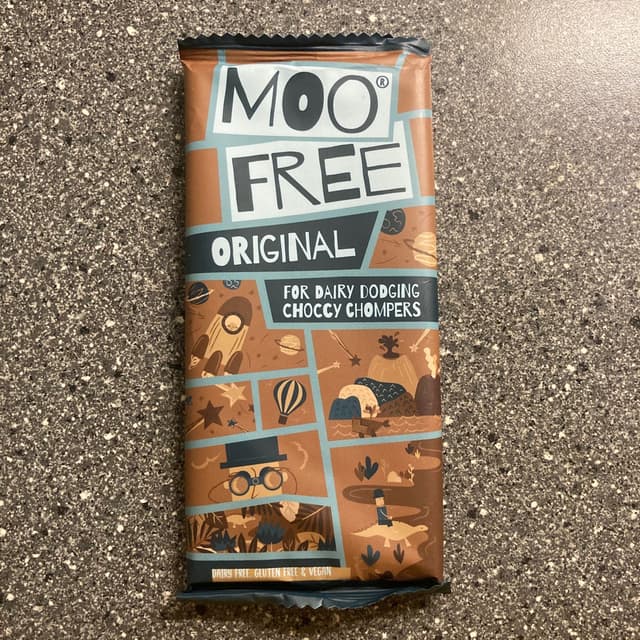 MOO®
FREE
ORIGINAL
FOR DAIRY DODGING
CHOCCY CHOMPERS
DAIRY FREE GLUTEN FREE & VEGAN